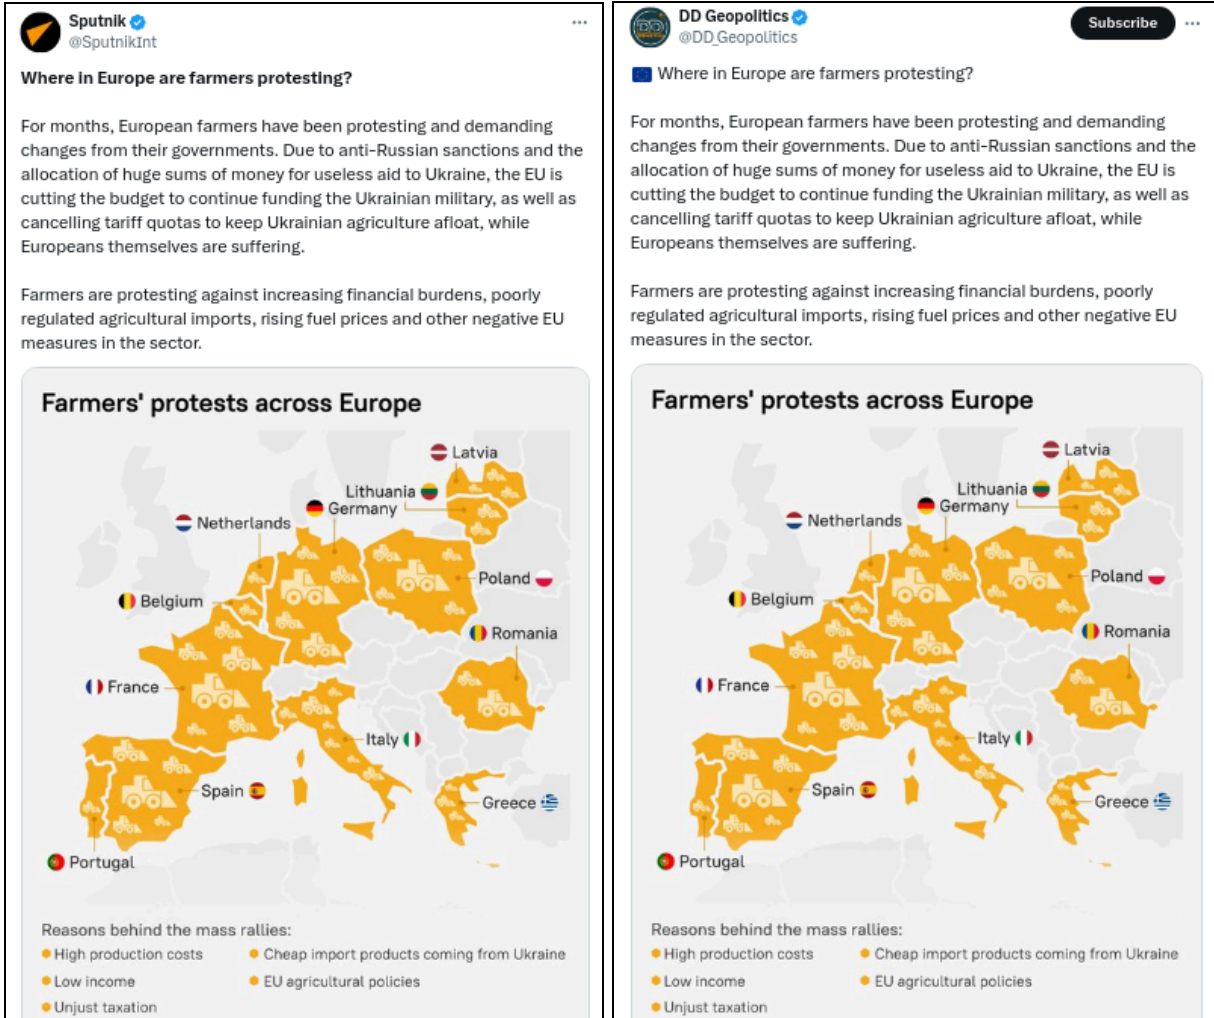 Sputnik
@SputnikInt
Where in Europe are farmers protesting?
For months, European farmers have been protesting and demanding
changes from their governments. Due to anti-Russian sanctions and the
allocation of huge sums of money for useless aid to Ukraine, the EU is
cutting the budget to continue funding the Ukrainian military, as well as
cancelling tariff quotas to keep Ukrainian agriculture afloat, while
Europeans themselves are suffering.
Farmers are protesting against increasing financial burdens, poorly
regulated agricultural imports, rising fuel prices and other negative EU
measures in the sector.
Farmers' protests across Europe
Latvia
Lithuania
Germany
Netherlands
Poland
Belgium
Romania
France
Italy
Spain
Greece
Portugal
Reasons behind the mass rallies:
High production costs
Cheap import products coming from Ukraine
Low income
EU agricultural policies
Unjust taxation
DD Geopolitics
@DD_Geopolitics
Subscribe
Where in Europe are farmers protesting?
For months, European farmers have been protesting and demanding
changes from their governments. Due to anti-Russian sanctions and the
allocation of huge sums of money for useless aid to Ukraine, the EU is
cutting the budget to continue funding the Ukrainian military, as well as
cancelling tariff quotas to keep Ukrainian agriculture afloat, while
Europeans themselves are suffering.
Farmers are protesting against increasing financial burdens, poorly
regulated agricultural imports, rising fuel prices and other negative EU
measures in the sector.
Farmers' protests across Europe
Latvia
Lithuania
Germany
Netherlands
Poland
Belgium
Romania
France
Italy
Spain
Greece
Portugal
Reasons behind the mass rallies:
High production costs
Cheap import products coming from Ukraine
Low income
EU agricultural policies
Unjust taxation